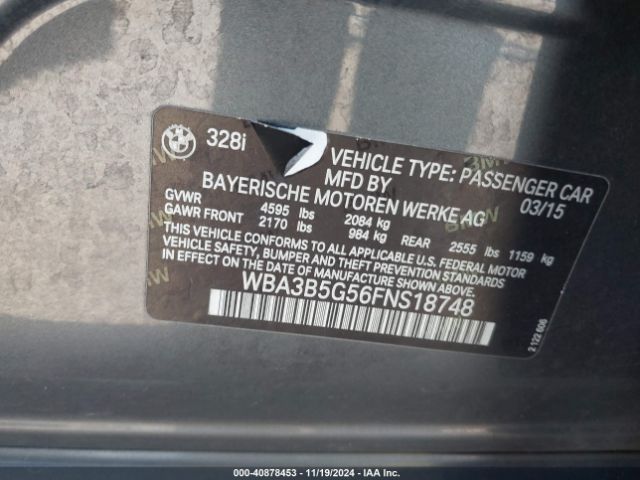 328i
VEHICLE TYPE: PASSENGER CAR
MFD BY 03/15
BAYERISCHE MOTOREN WERKE AG
GVWR 4595 lbs 2084 kg
GAWR FRONT 2170 lbs 984 kg REAR 2555 lbs 1159 kg
THIS VEHICLE CONFORMS TO ALL APPLICABLE U.S. FEDERAL MOTOR
VEHICLE SAFETY, BUMPER, AND THEFT PREVENTION STANDARDS
IN EFFECT ON THE DATE OF MANUFACTURE SHOWN ABOVE.
WBA3B5G56FNS18748
2 122 600
000-40878453 - 11/19/2024 - IAA Inc.